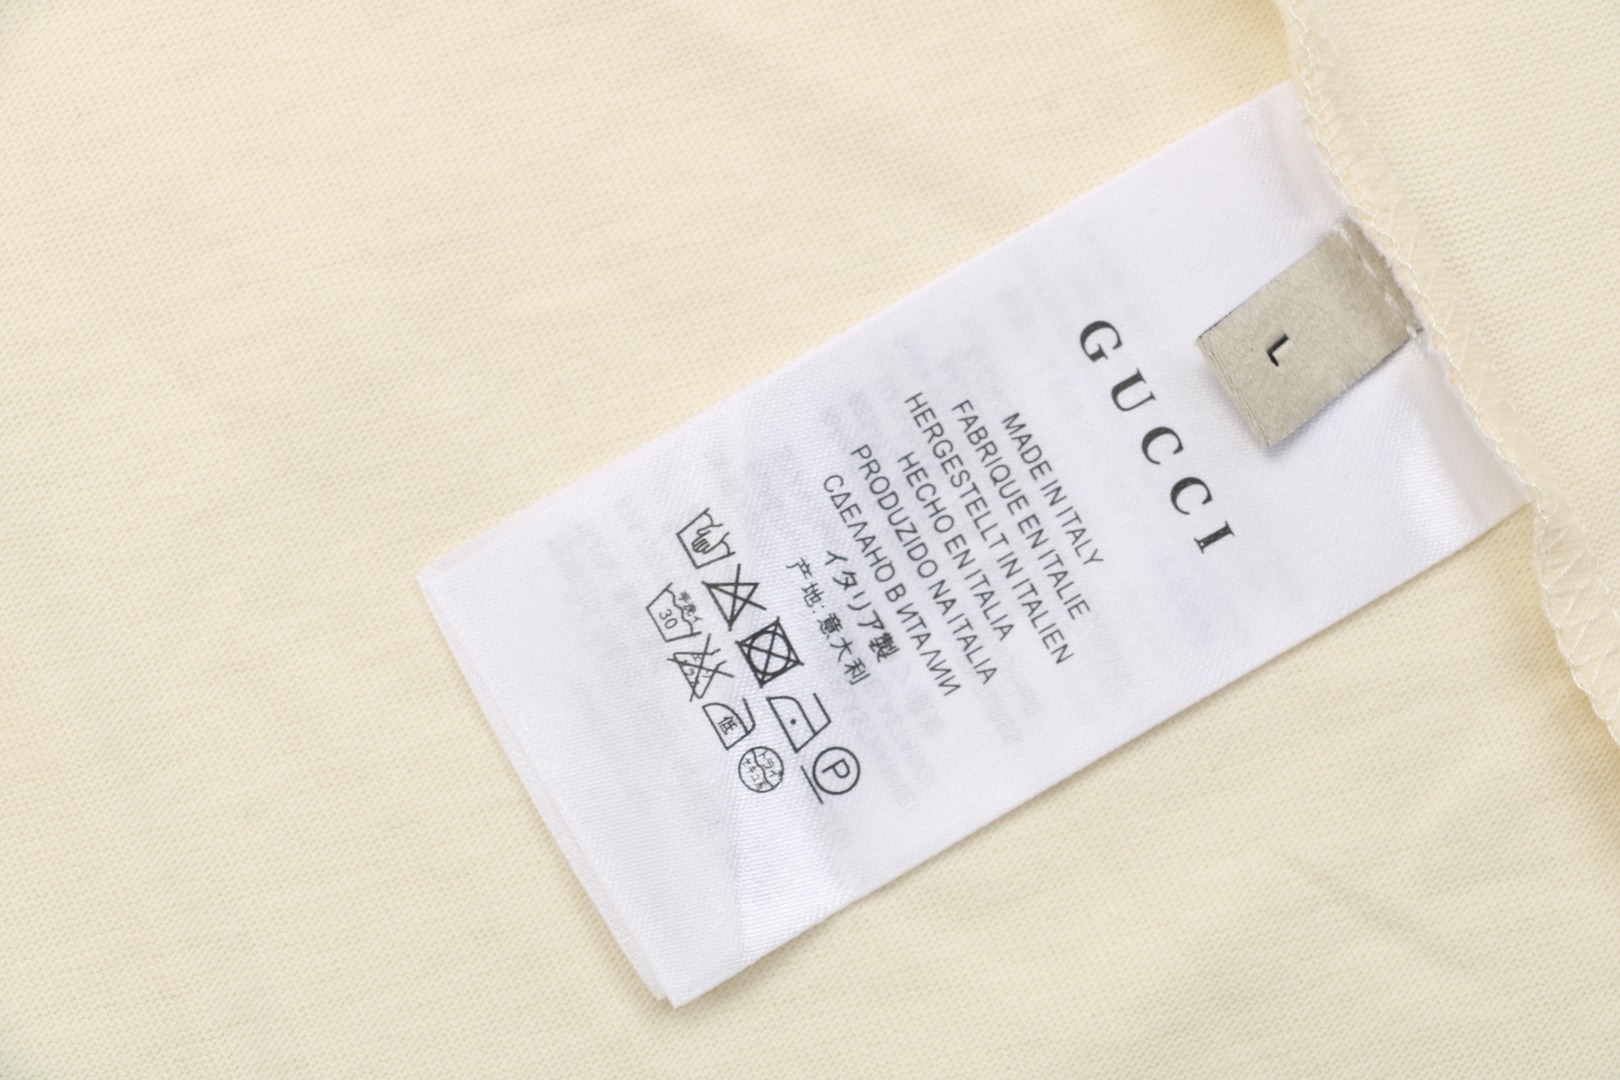 L
GUCCI
MADE IN ITALY
FABRIQUE EN ITALIE
HERGESTELLT IN ITALIEN
HECHO EN ITALIA
PRODUZIDO NA ITALIA
СДЕЛАНО В ИТАЛИИ
イタリア製
产地:意大利
P
30
低